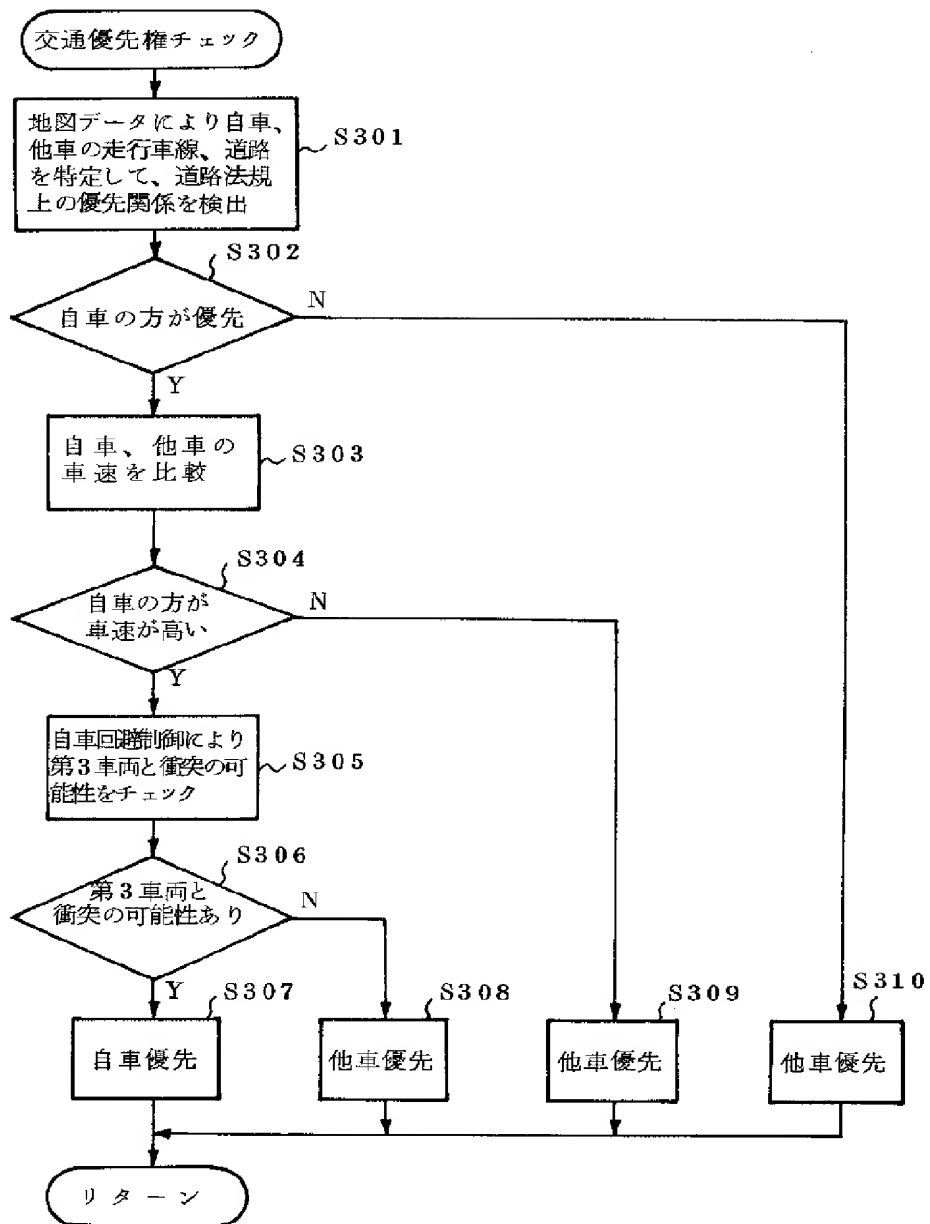 交通優先権チェック
地図データにより自車、
他車の走行車線、道路
を特定して、道路法規
上の優先関係を検出
S301
S302
自車の方が優先
N
Y
自車、他車の
車速を比較
S303
S304
自車の方が
車速が高い
N
Y
自車回避制御により
第3車両と衝突の可
能性をチェック
S305
S306
第3車両と
衝突の可能性あり
N
Y
S307
自車優先
S308
他車優先
S309
他車優先
S310
他車優先
リターン